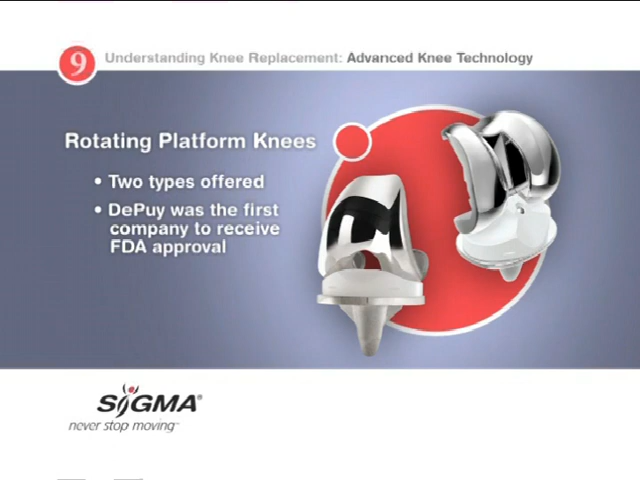 9
Understanding Knee Replacement: Advanced Knee Technology
Rotating Platform Knees
• Two types offered
• DePuy was the first
company to receive
FDA approval
SIGMA®
never stop moving™